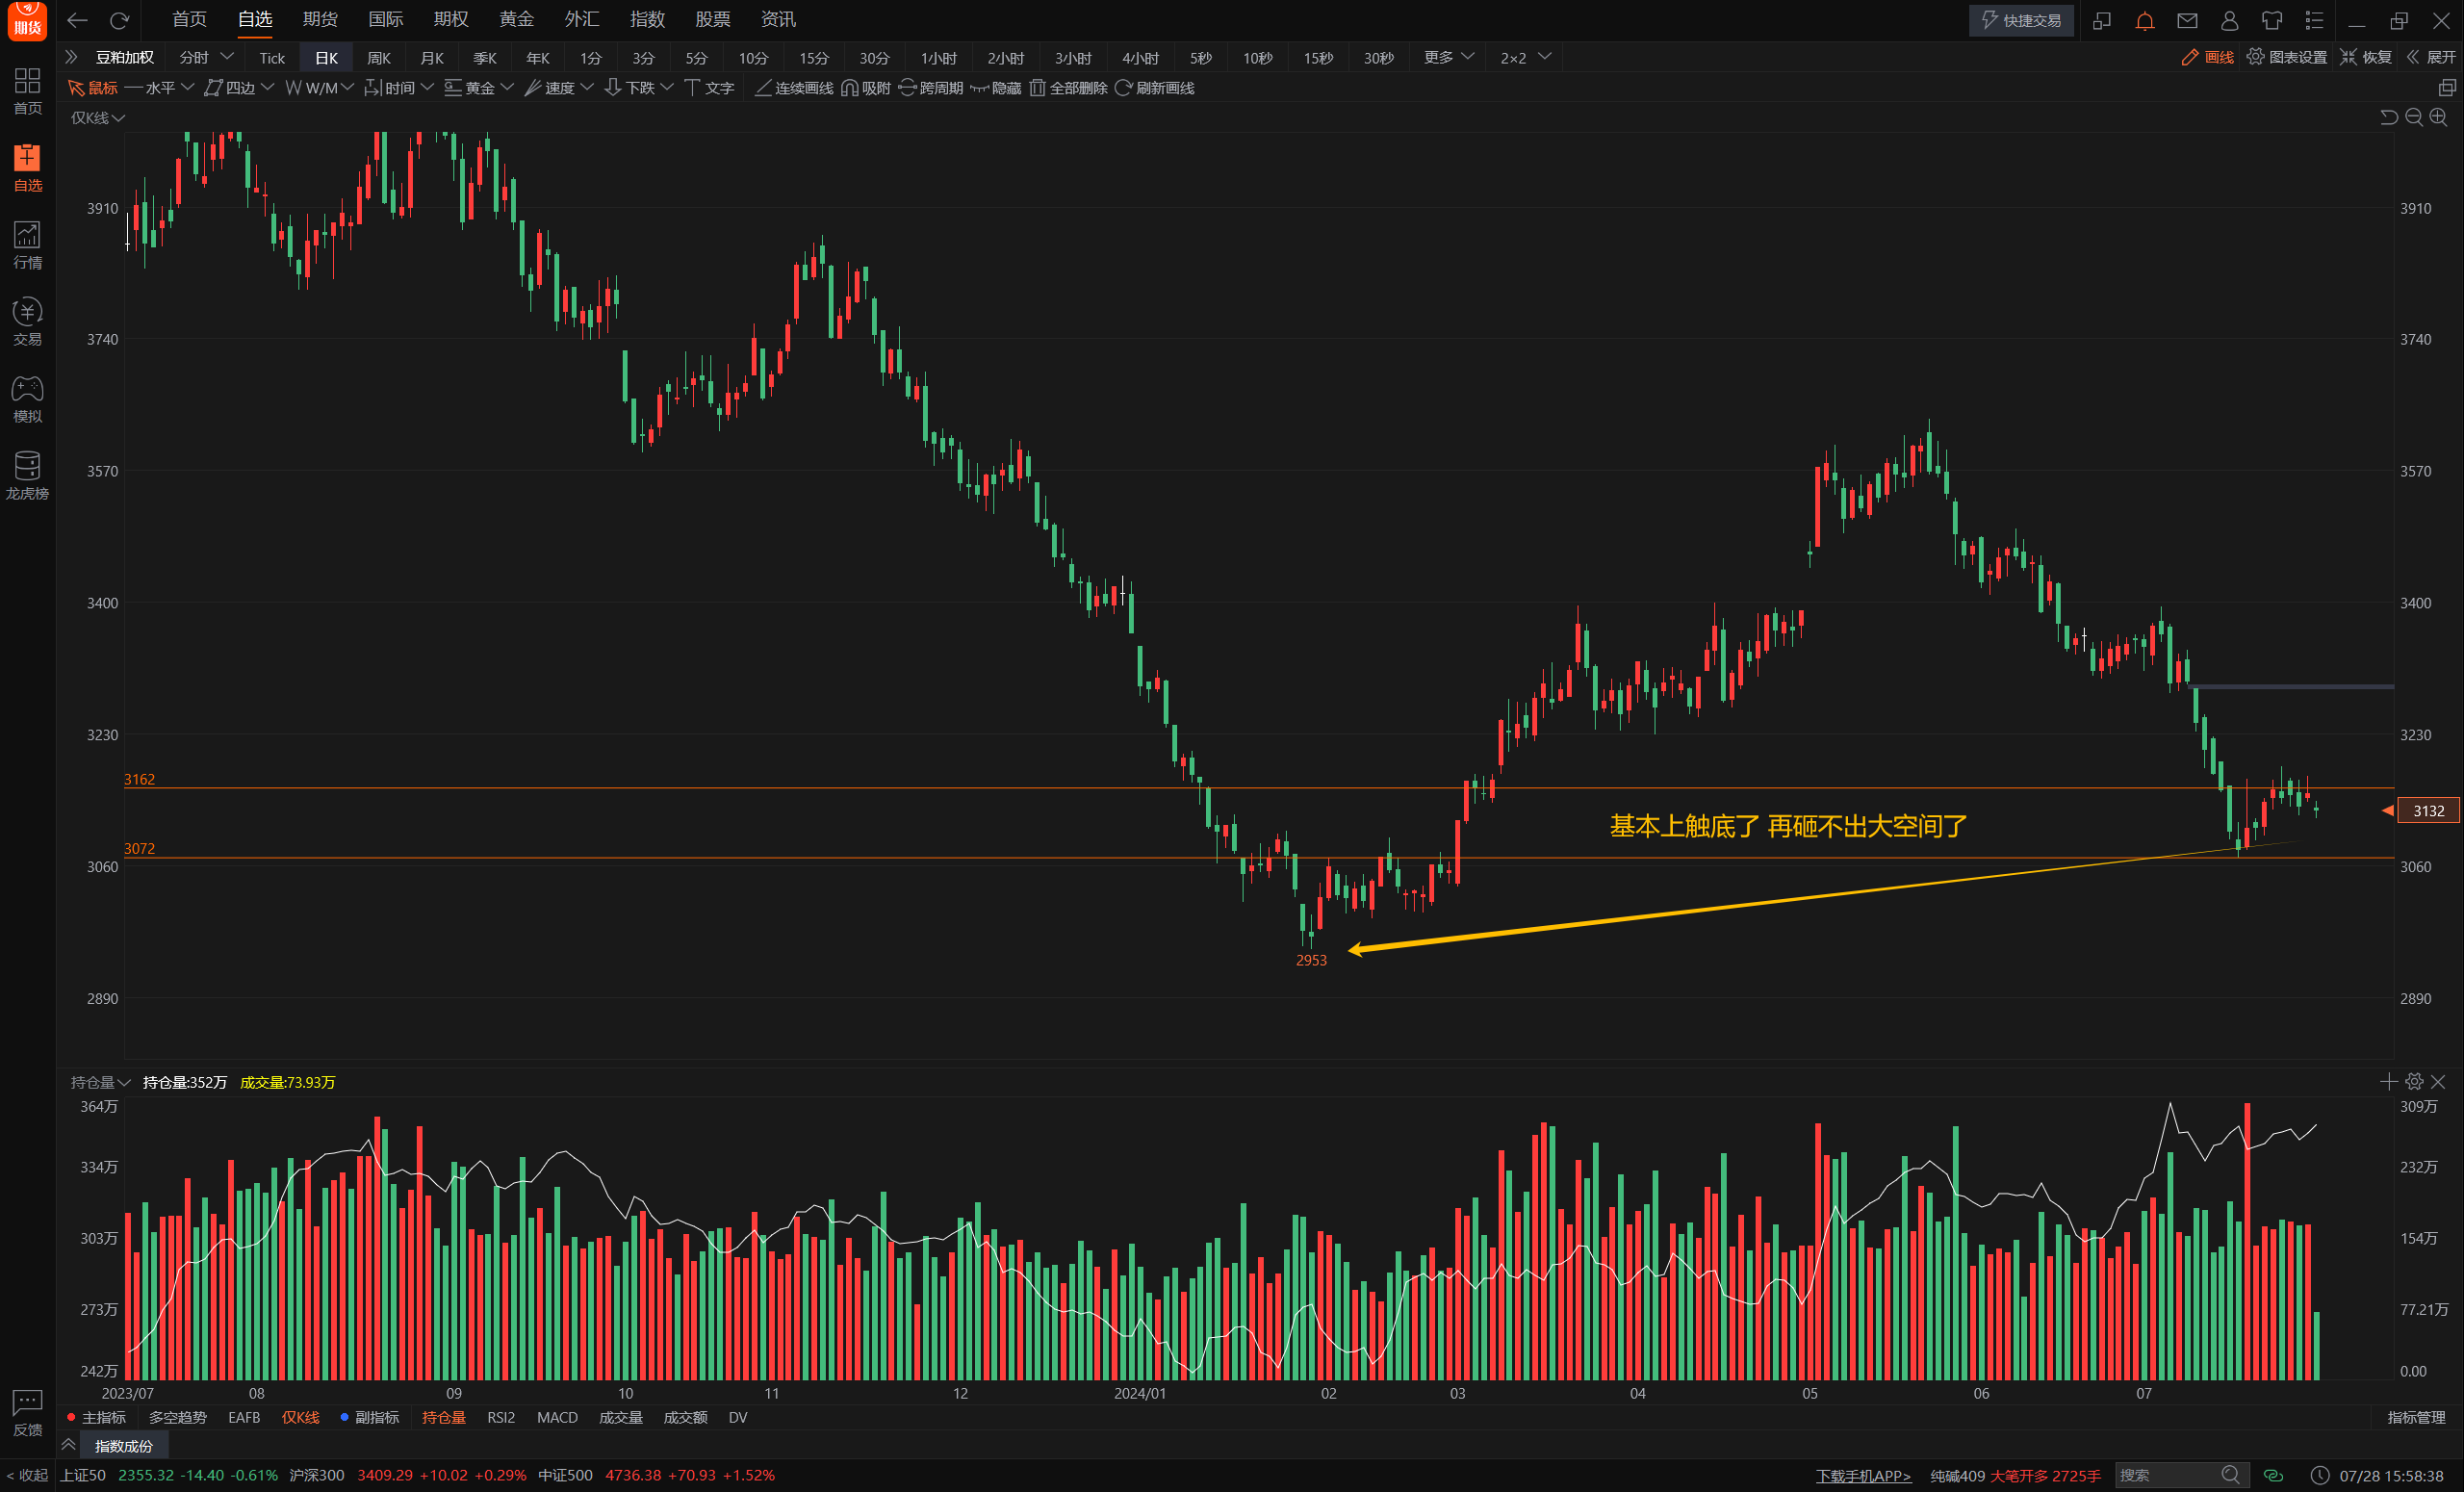 期货 首页 自选 期货 国际 期权 黄金 外汇 指数 股票 资讯 快捷交易
豆粕加权 分时 Tick 日K 周K 月K 季K 年K 1分 3分 5分 10分 15分 30分 1小时 2小时 3小时 4小时 5秒 10秒 15秒 30秒 更多 2×2 画线 图表设置 恢复 展开
鼠标 水平 四边 W/M 时间 黄金 速度 下跌 文字 连续画线 吸附 跨周期 隐藏 全部删除 刷新画线
首页
自选
行情
交易
模拟
龙虎榜
反馈
< 收起
仅K线
3910 3910
3740 3740
3570 3570
3400 3400
3230 3230
3162
3132
基本上触底了 再砸不出大空间了
3072
3060 3060
2953
2890 2890
持仓量 持仓量:352万 成交量:73.93万
364万 309万
334万 232万
303万 154万
273万 77.21万
242万 0.00
2023/07 08 09 10 11 12 2024/01 02 03 04 05 06 07
主指标 多空趋势 EAFB 仅K线 副指标 持仓量 RSI2 MACD 成交量 成交额 DV 指标管理
指数成份
上证50 2355.32 -14.40 -0.61% 沪深300 3409.29 +10.02 +0.29% 中证500 4736.38 +70.93 +1.52% 下载手机APP> 纯碱409 大笔开多 2725手 搜索 07/28 15:58:38